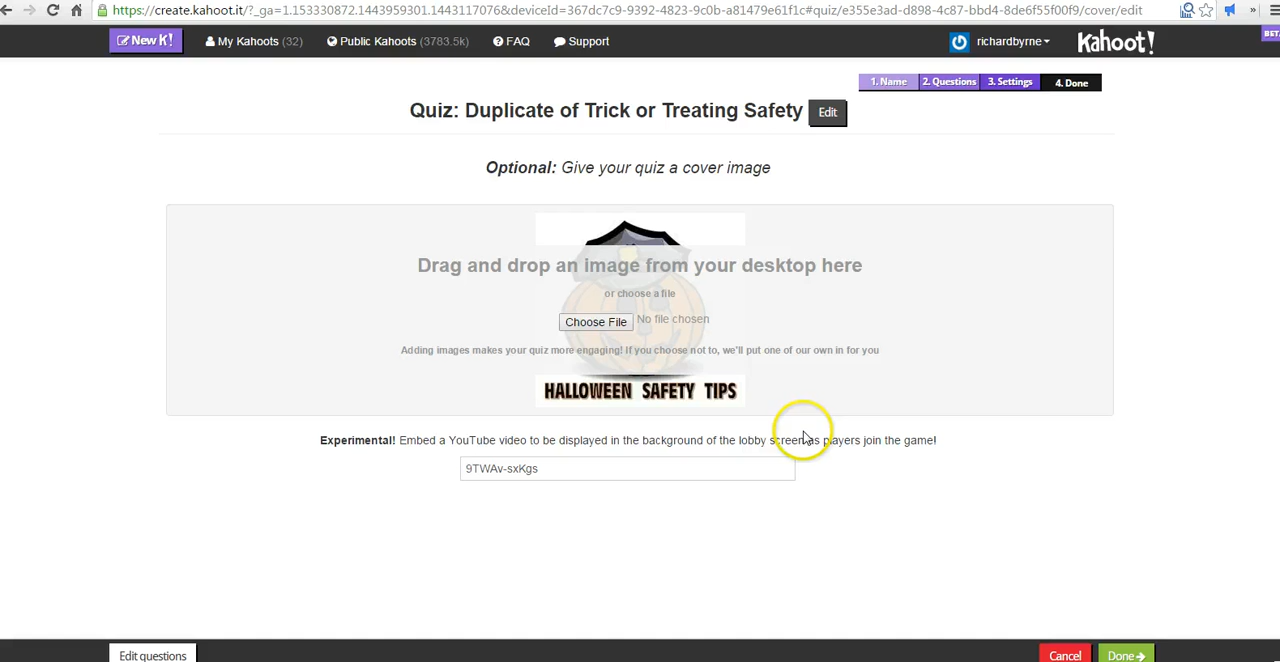 https://create.kahoot.it/?_ga=1.153330872.1443959301.1443117076&deviceId=367dc7c9-9392-4823-9c0b-a81479e61f1c#quiz/e355e3ad-d898-4c87-bbd4-8de6f55f00f9/cover/edit
New K! My Kahoots (32) Public Kahoots (3783.5k) FAQ Support richardbyrne Kahoot! BET
1. Name 2. Questions 3. Settings 4. Done
Quiz: Duplicate of Trick or Treating Safety Edit
Optional: Give your quiz a cover image
Drag and drop an image from your desktop here
or choose a file
Choose File No file chosen
Adding images makes your quiz more engaging! If you choose not to, we'll put one of our own in for you
HALLOWEEN SAFETY TIPS
Experimental! Embed a YouTube video to be displayed in the background of the lobby screen as players join the game!
9TWAv-sxKgs
Edit questions Cancel Done